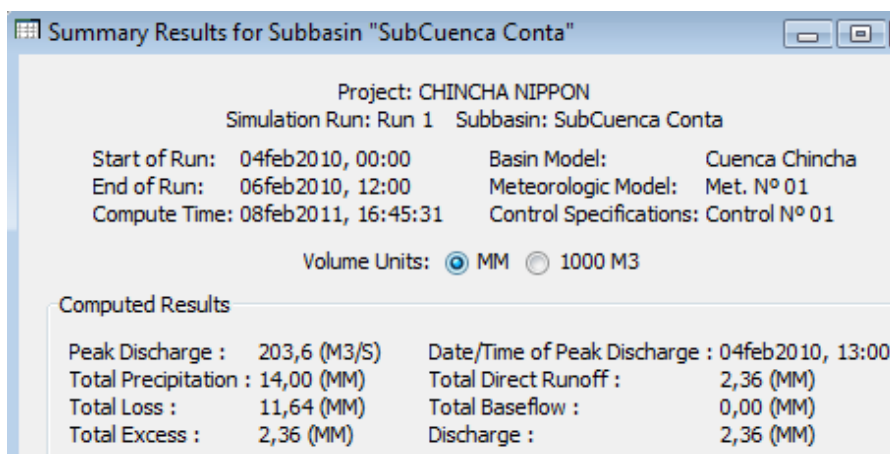 Summary Results for Subbasin "SubCuenca Conta"
Project: CHINCHA NIPPON
Simulation Run: Run 1 Subbasin: SubCuenca Conta
Start of Run: 04feb2010, 00:00 Basin Model: Cuenca Chincha
End of Run: 06feb2010, 12:00 Meteorologic Model: Met. Nº 01
Compute Time: 08feb2011, 16:45:31 Control Specifications: Control Nº 01
Volume Units: MM 1000 M3
Computed Results
Peak Discharge : 203,6 (M3/S) Date/Time of Peak Discharge : 04feb2010, 13:00
Total Precipitation : 14,00 (MM) Total Direct Runoff : 2,36 (MM)
Total Loss : 11,64 (MM) Total Baseflow : 0,00 (MM)
Total Excess : 2,36 (MM) Discharge : 2,36 (MM)